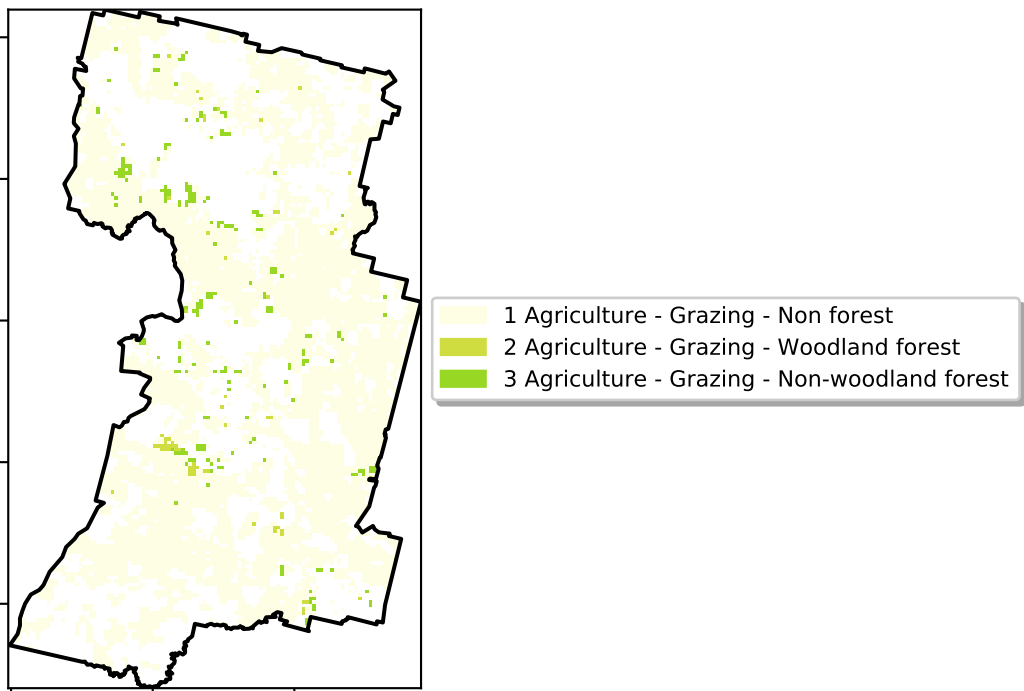 1 Agriculture - Grazing - Non forest
2 Agriculture - Grazing - Woodland forest
3 Agriculture - Grazing - Non-woodland forest